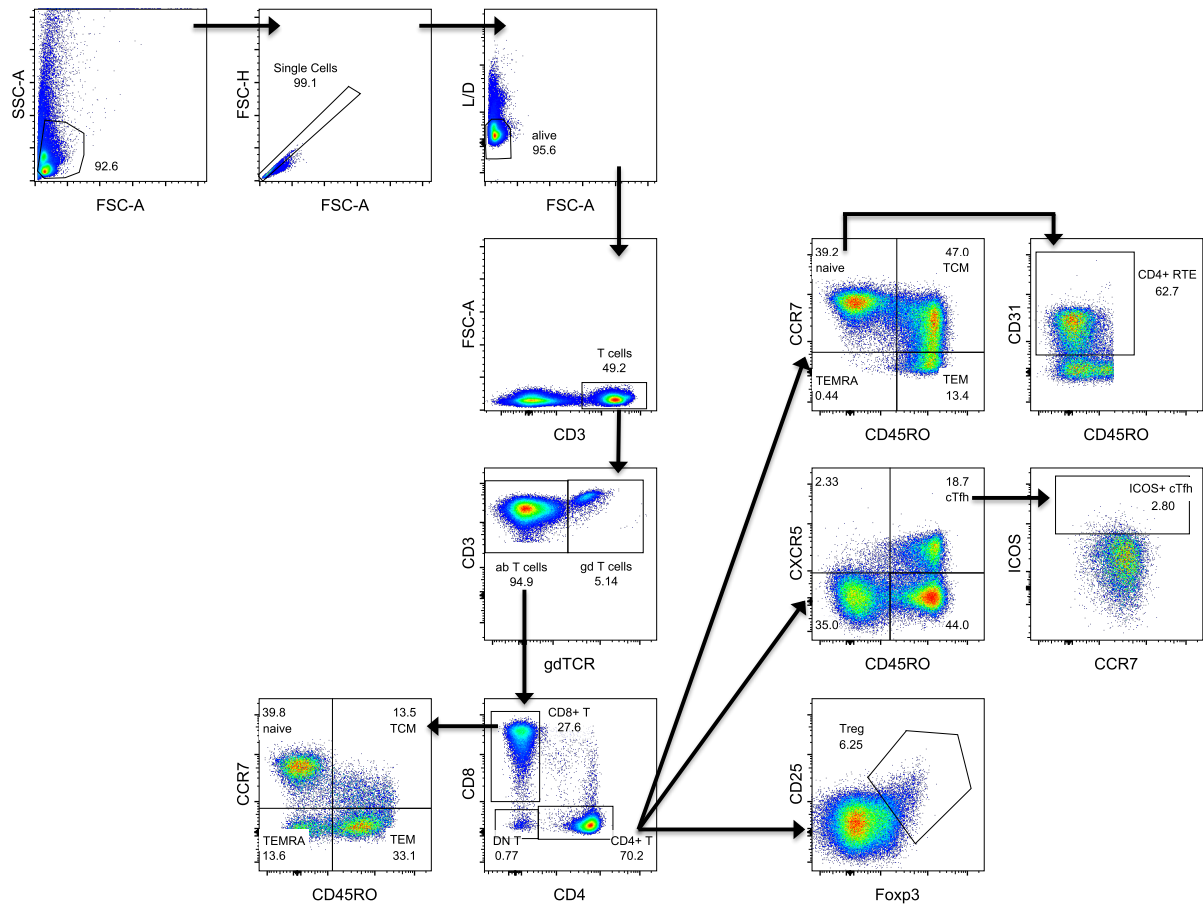 SSC-A
92.6
FSC-A
FSC-H
Single Cells
99.1
FSC-A
L/D
alive
95.6
FSC-A
FSC-A
T cells
49.2
CD3
CD3
ab T cells
94.9
gd T cells
5.14
gdTCR
CD8
CD8+ T
27.6
DN T
0.77
CD4+ T
70.2
CD4
CCR7
39.8
naive
13.5
TCM
TEMRA
13.6
TEM
33.1
CD45RO
CCR7
39.2
naive
47.0
TCM
TEMRA
0.44
TEM
13.4
CD45RO
CD31
CD4+ RTE
62.7
CD45RO
CXCR5
2.33
18.7
cTfh
35.0
44.0
CD45RO
ICOS
ICOS+ cTfh
2.80
CCR7
CD25
Treg
6.25
Foxp3